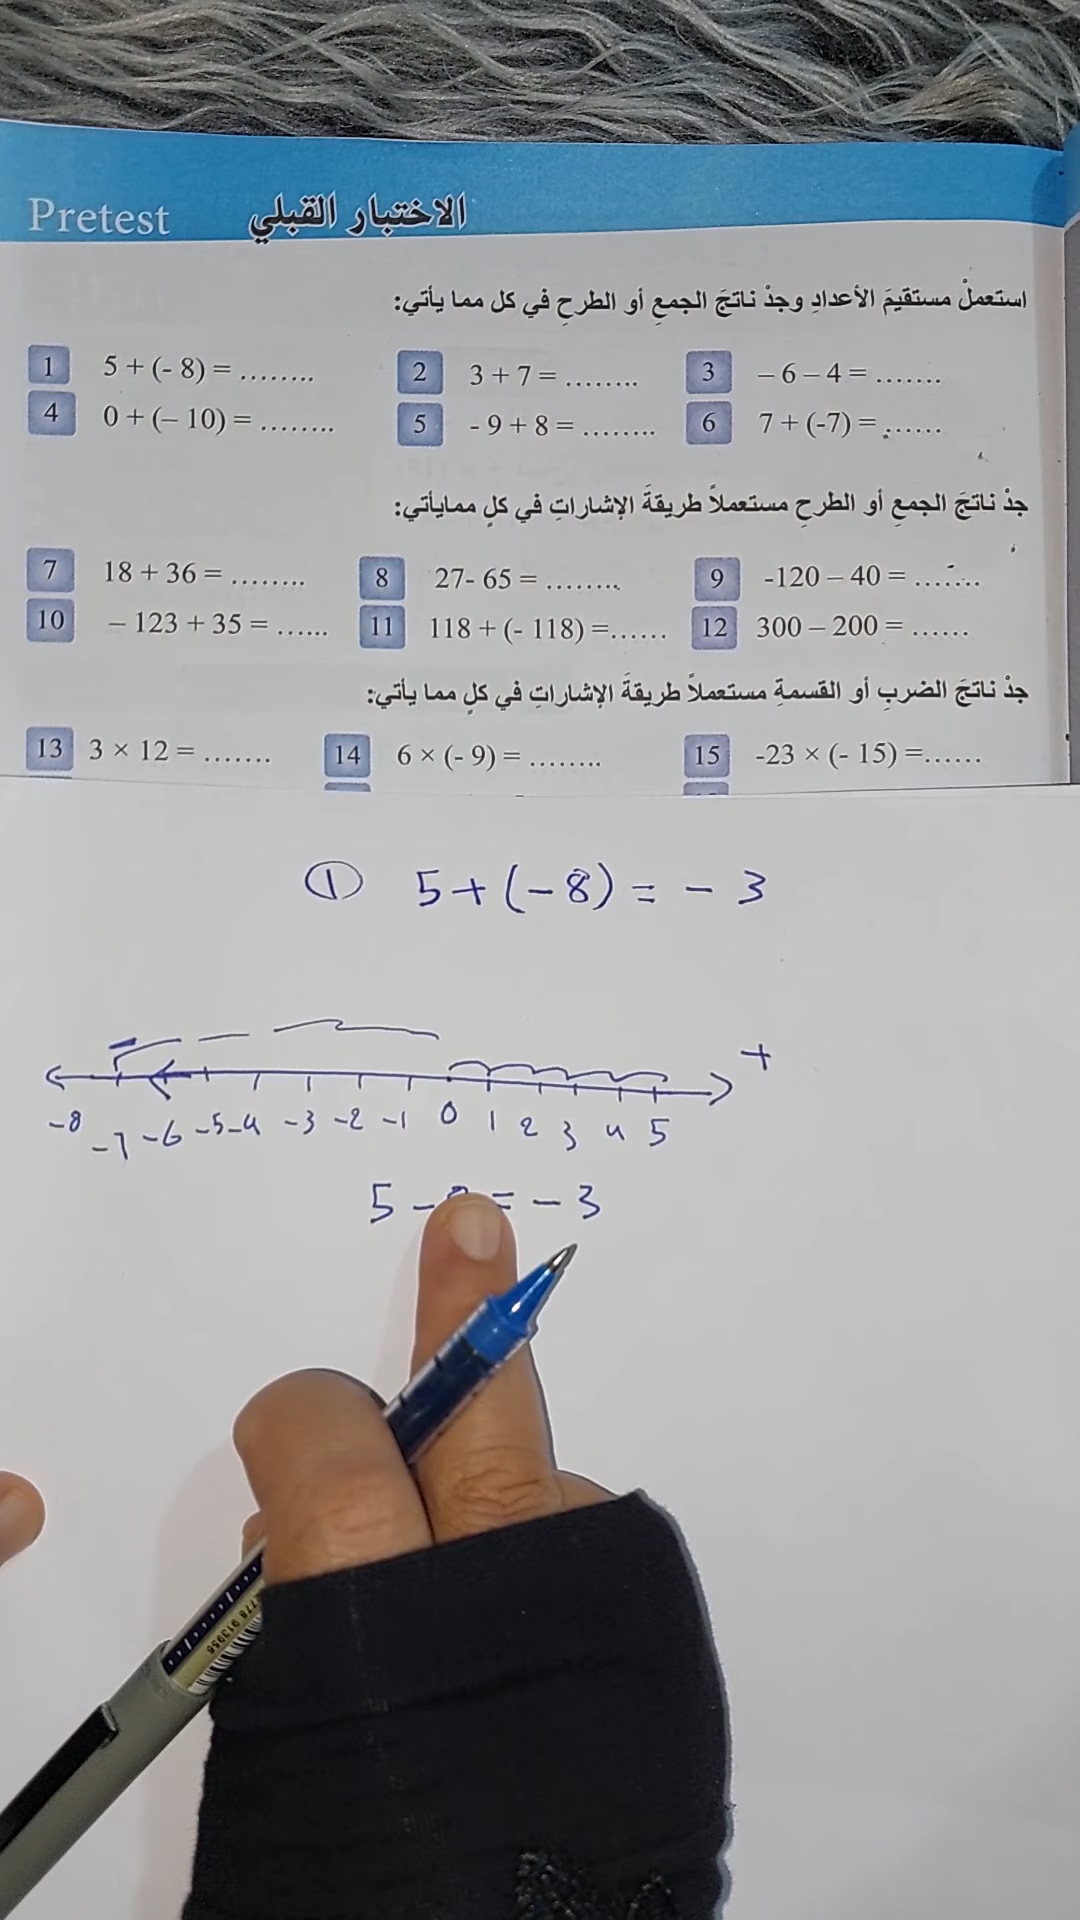 Pretest الاختبار القبلي
استعملْ مستقيمَ الأعدادِ وجدْ ناتجَ الجمعِ أو الطرحِ في كل مما يأتي:
1 5 + (- 8) = ........ 2 3 + 7 = ........ 3 – 6 – 4 = .......
4 0 + (– 10) = ........ 5 - 9 + 8 = ........ 6 7 + (-7) = ......
جدْ ناتجَ الجمعِ أو الطرحِ مستعملاً طريقةَ الإشاراتِ في كلٍ ممايأتي:
7 18 + 36 = ........ 8 27- 65 = ........ 9 -120 – 40 = .......
10 – 123 + 35 = ...... 11 118 + (- 118) =...... 12 300 – 200 = ......
جدْ ناتجَ الضربِ أو القسمةِ مستعملاً طريقةَ الإشاراتِ في كلٍ مما يأتي:
13 3 × 12 = ....... 14 6 × (- 9) = ........ 15 -23 × (- 15) =......
① 5 + (-8) = - 3
- +
-8 -7 -6 -5 -4 -3 -2 -1 0 1 2 3 4 5
5 - = - 3
778 913956